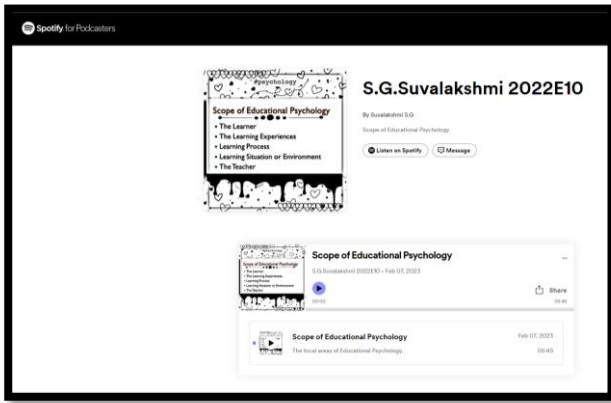 Spotify for Podcasters
#psychology
Scope of Educational Psychology
• The Learner
• The Learning Experiences
• Learning Process
• Learning Situation or Environment
• The Teacher
S.G.Suvalakshmi 2022E10
By Suvalakshmi S.G
Scope of Educational Psychology
Listen on Spotify
Message
Scope of Educational Psychology
S.G.Suvalakshmi 2022E10 • Feb 07, 2023
Share
00:00
Scope of Educational Psychology
Feb 07, 2023
The focal areas of Educational Psychology.